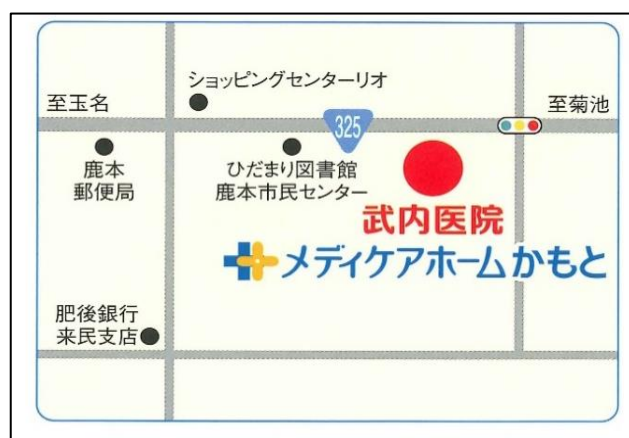 ショッピングセンターリオ
至玉名
至菊池
325
鹿本
郵便局
ひだまり図書館
鹿本市民センター
武内医院
メディケアホームかもと
肥後銀行
来民支店